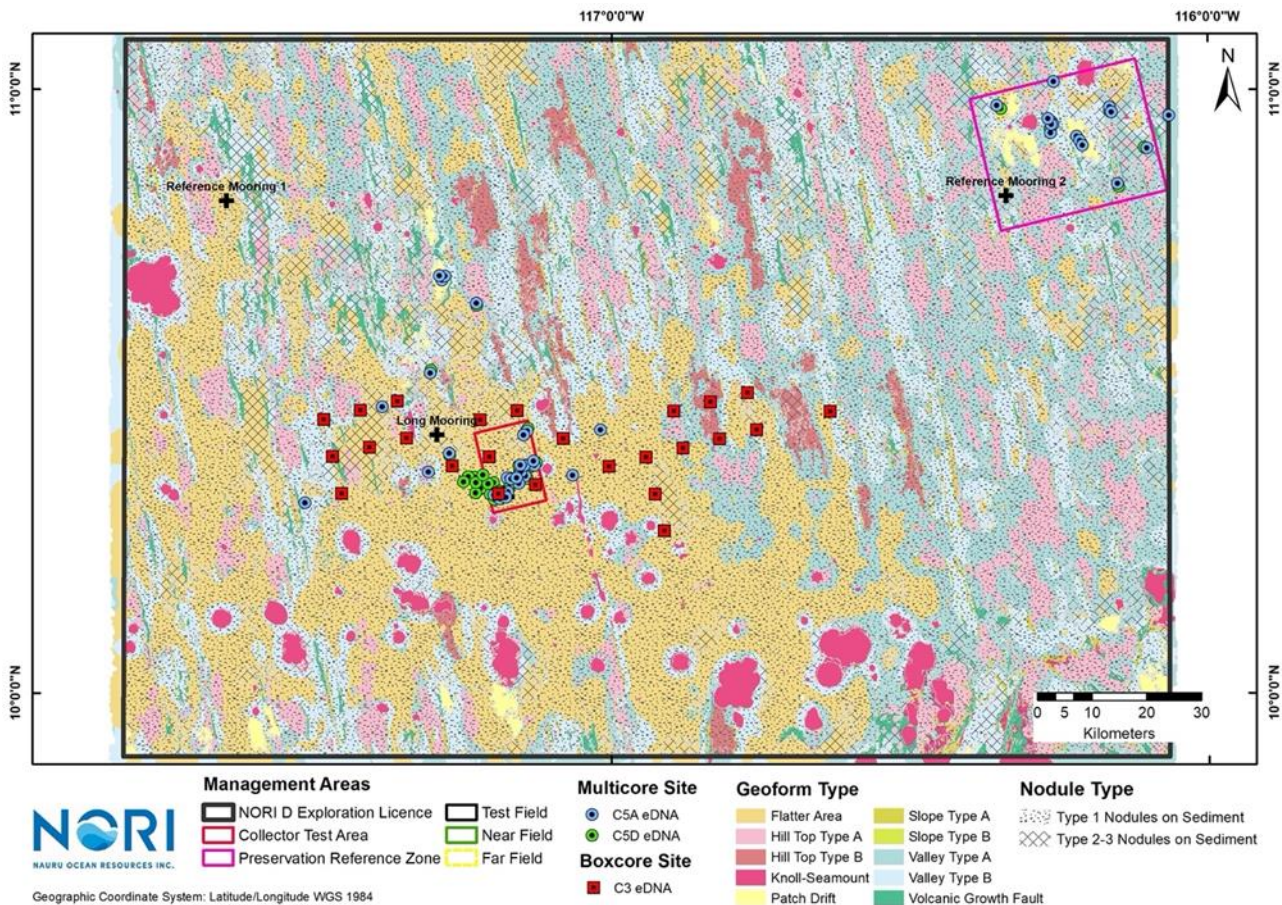 117°0'0"W 116°0'0"W
11°0'0"N 11°0'0"N
N
Reference Mooring 1
Reference Mooring 2
Long Mooring
10°0'0"N 10°0'0"N
0 5 10 20 30
Kilometers
NORI
NAURU OCEAN RESOURCES INC.
Management Areas
NORI D Exploration Licence
Collector Test Area
Preservation Reference Zone
Test Field
Near Field
Far Field
Multicore Site
C5A eDNA
C5D eDNA
Boxcore Site
C3 eDNA
Geoform Type
Flatter Area
Hill Top Type A
Hill Top Type B
Knoll-Seamount
Patch Drift
Slope Type A
Slope Type B
Valley Type A
Valley Type B
Volcanic Growth Fault
Nodule Type
Type 1 Nodules on Sediment
Type 2-3 Nodules on Sediment
Geographic Coordinate System: Latitude/Longitude WGS 1984